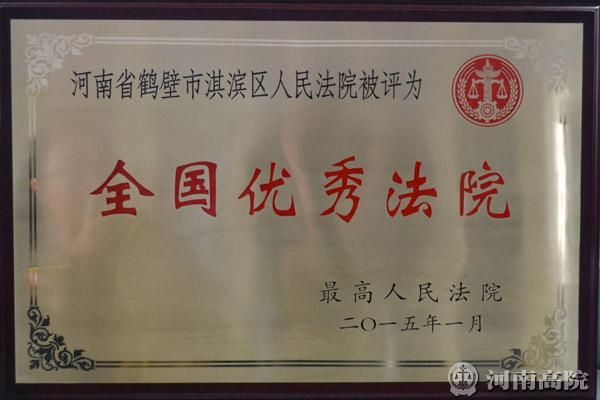 河南省鹤壁市淇滨区人民法院被评为
全国优秀法院
最高人民法院
二〇一五年一月
河南高院